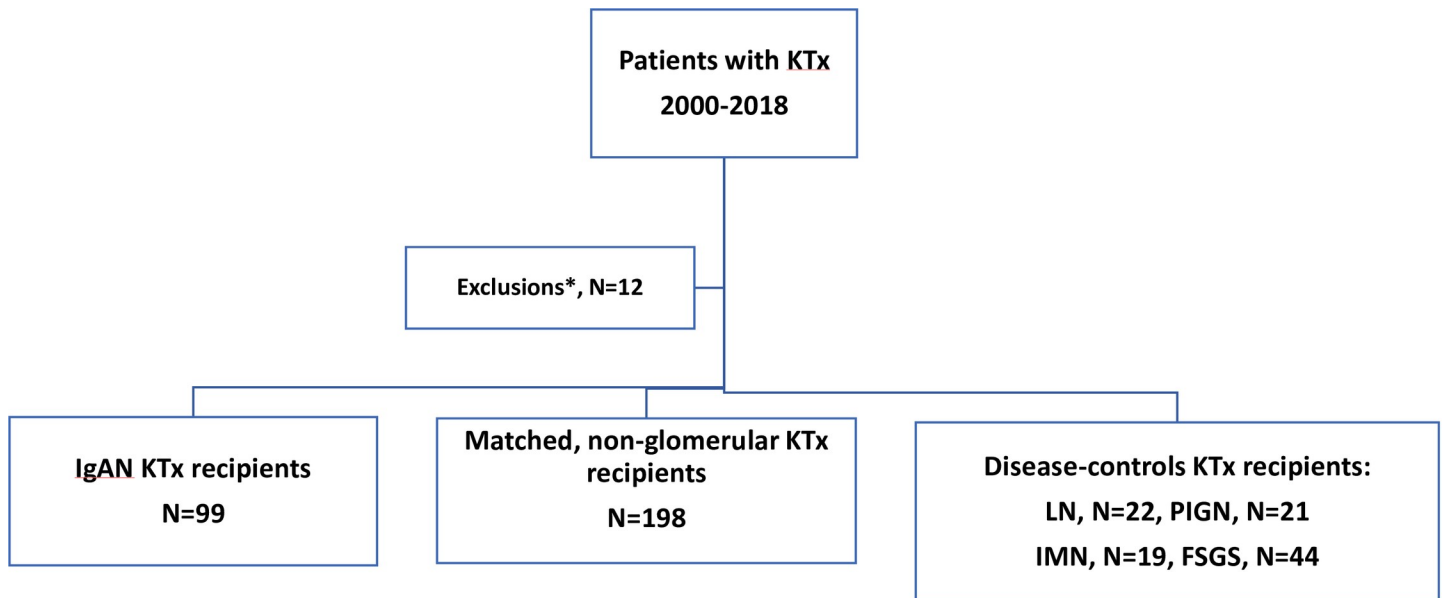 Patients with KTx
2000-2018
Exclusions*, N=12
IgAN KTx recipients
N=99
Matched, non-glomerular KTx
recipients
N=198
Disease-controls KTx recipients:
LN, N=22, PIGN, N=21
IMN, N=19, FSGS, N=44